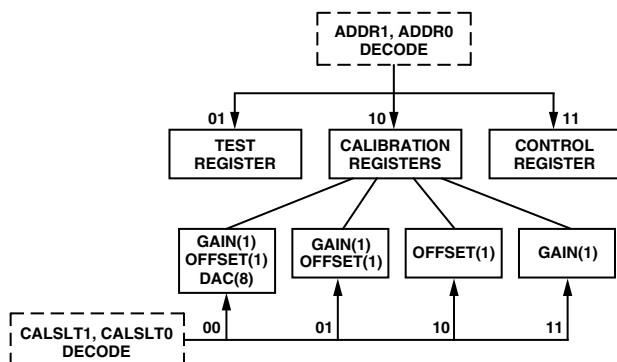 ADDR1, ADDR0
DECODE
01
10
11
TEST
REGISTER
CALIBRATION
REGISTERS
CONTROL
REGISTER
GAIN(1)
OFFSET(1)
DAC(8)
GAIN(1)
OFFSET(1)
OFFSET(1)
GAIN(1)
CALSLT1, CALSLT0
DECODE
00
01
10
11